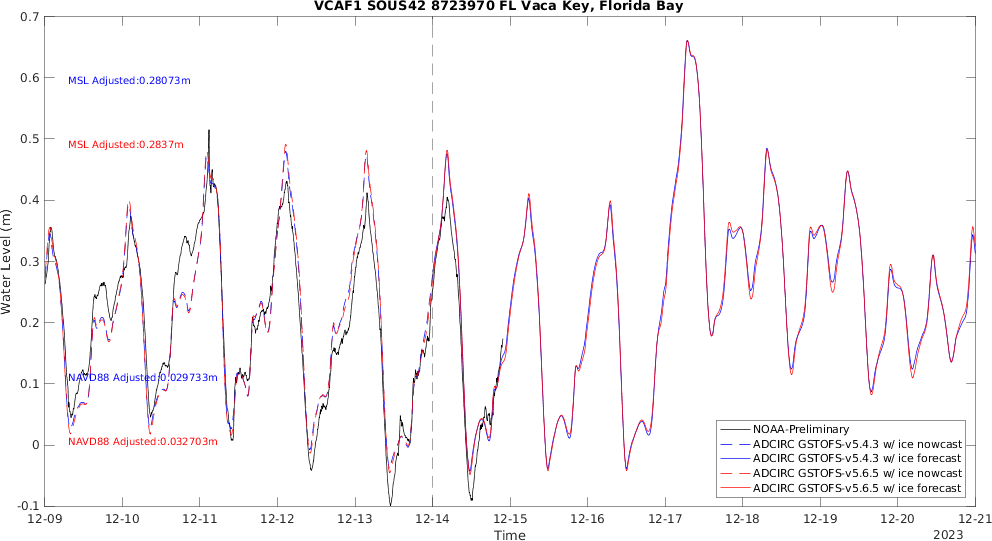 VCAF1 SOUS42 8723970 FL Vaca Key, Florida Bay
0.7
0.6
0.5
0.4
0.3
0.2
0.1
0
-0.1
Water Level (m)
MSL Adjusted:0.28073m
MSL Adjusted:0.2837m
NAVD88 Adjusted:0.029733m
NAVD88 Adjusted:0.032703m
NOAA-Preliminary
ADCIRC GSTOFS-v5.4.3 w/ ice nowcast
ADCIRC GSTOFS-v5.4.3 w/ ice forecast
ADCIRC GSTOFS-v5.6.5 w/ ice nowcast
ADCIRC GSTOFS-v5.6.5 w/ ice forecast
12-09 12-10 12-11 12-12 12-13 12-14 12-15 12-16 12-17 12-18 12-19 12-20 12-21
Time
2023